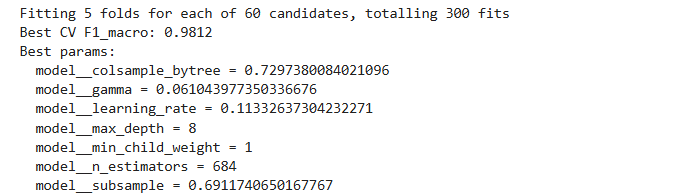 Fitting 5 folds for each of 60 candidates, totalling 300 fits
Best CV F1_macro: 0.9812
Best params:
  model__colsample_bytree = 0.7297380084021096
  model__gamma = 0.061043977350336676
  model__learning_rate = 0.11332637304232271
  model__max_depth = 8
  model__min_child_weight = 1
  model__n_estimators = 684
  model__subsample = 0.6911740650167767